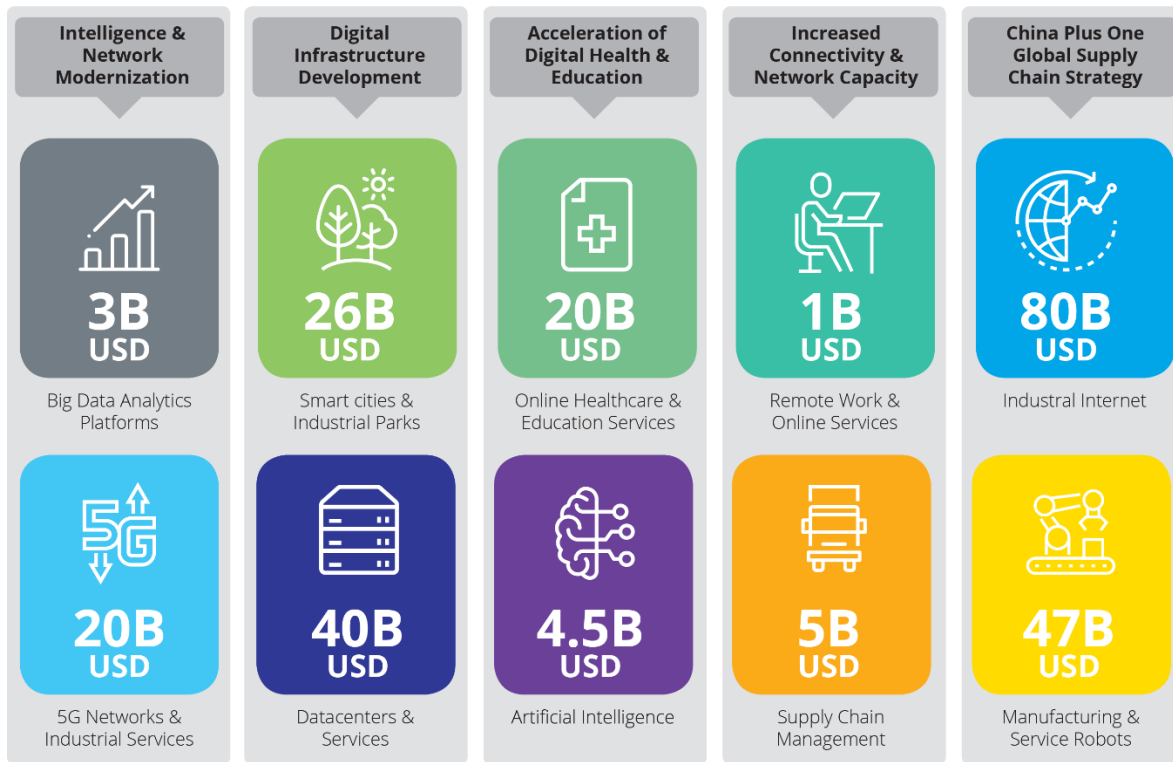 Intelligence &
Network
Modernization
3B
USD
Big Data Analytics
Platforms
5G
20B
USD
5G Networks &
Industrial Services
Digital
Infrastructure
Development
26B
USD
Smart cities &
Industrial Parks
40B
USD
Datacenters &
Services
Acceleration of
Digital Health &
Education
20B
USD
Online Healthcare &
Education Services
4.5B
USD
Artificial Intelligence
Increased
Connectivity &
Network Capacity
1B
USD
Remote Work &
Online Services
5B
USD
Supply Chain
Management
China Plus One
Global Supply
Chain Strategy
80B
USD
Industral Internet
47B
USD
Manufacturing &
Service Robots